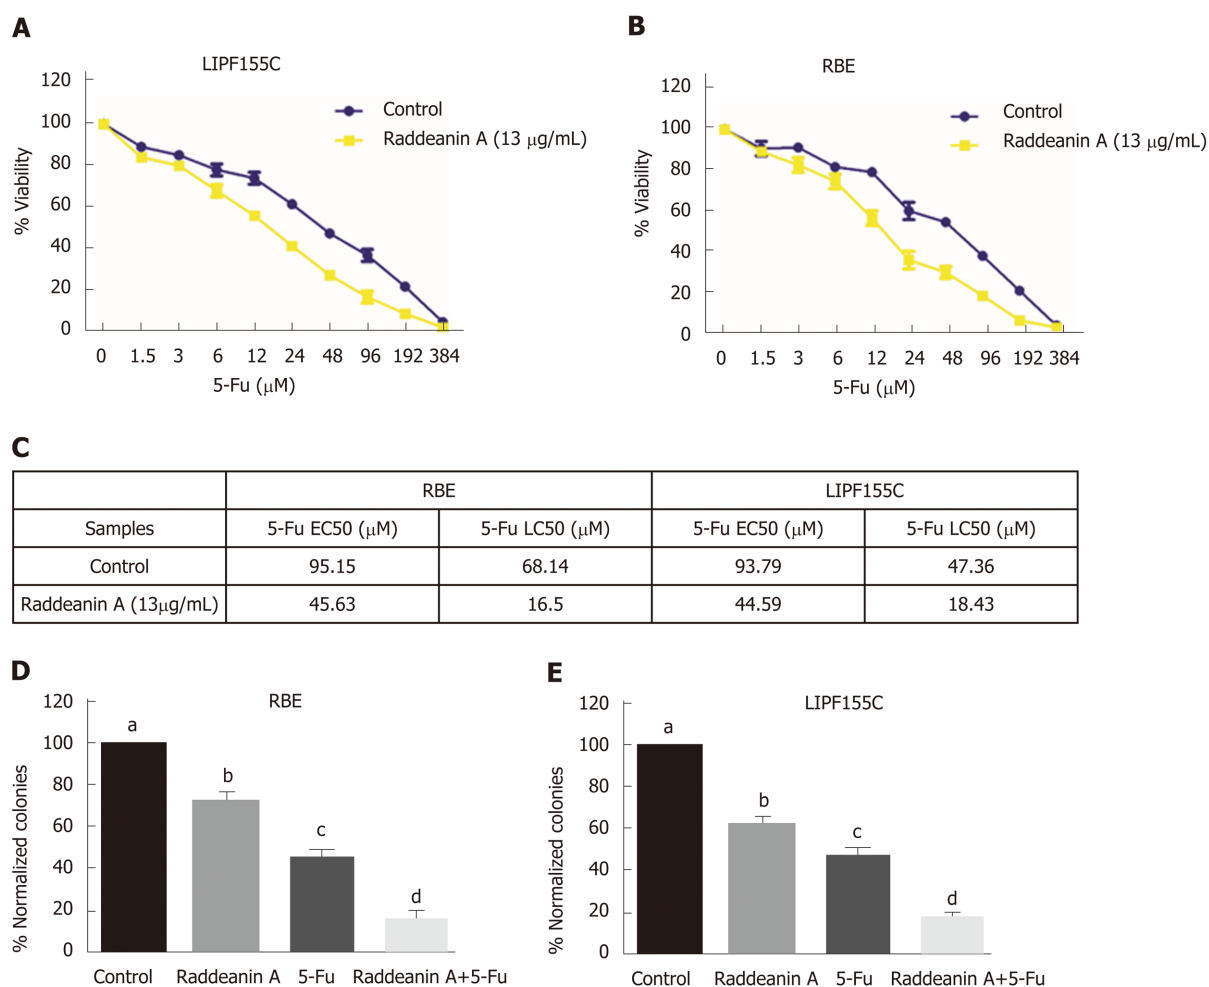 A
LIPF155C
120
100
80
60
40
20
0
% Viability
Control
Raddeanin A (13 µg/mL)
0 1.5 3 6 12 24 48 96 192 384
5-Fu (µM)
B
RBE
120
100
80
60
40
20
0
% Viability
Control
Raddeanin A (13 µg/mL)
0 1.5 3 6 12 24 48 96 192 384
5-Fu (µM)
C
RBE LIPF155C
Samples 5-Fu EC50 (µM) 5-Fu LC50 (µM) 5-Fu EC50 (µM) 5-Fu LC50 (µM)
Control 95.15 68.14 93.79 47.36
Raddeanin A (13µg/mL) 45.63 16.5 44.59 18.43
D
RBE
120
100
80
60
40
20
0
% Normalized colonies
a
b
c
d
Control Raddeanin A 5-Fu Raddeanin A+5-Fu
E
LIPF155C
120
100
80
60
40
20
0
% Normalized colonies
a
b
c
d
Control Raddeanin A 5-Fu Raddeanin A+5-Fu